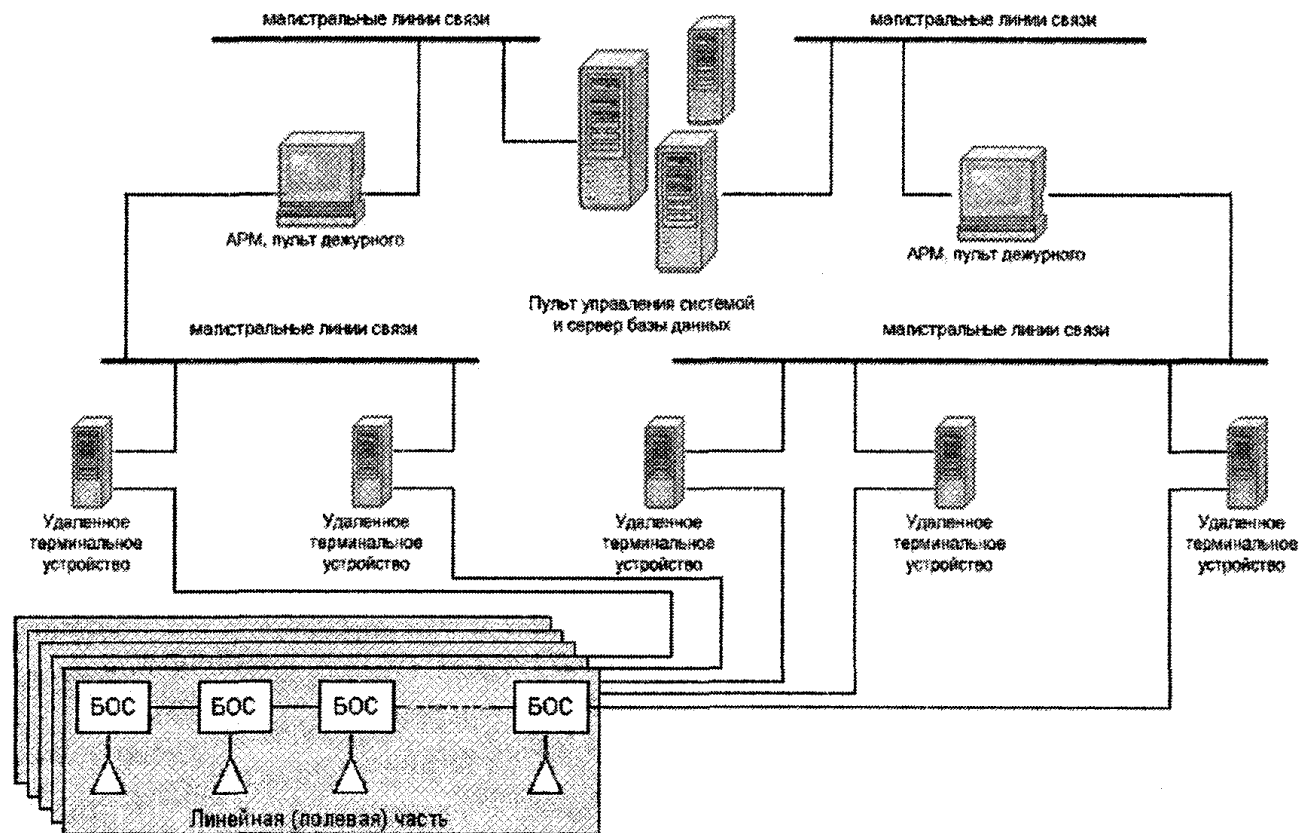 магистральные линии связи
магистральные линии связи
АРМ, пульт дежурного
АРМ, пульт дежурного
Пульт управления системой
и сервер базы данных
магистральные линии связи
магистральные линии связи
Удаленное
терминальное
устройство
Удаленное
терминальное
устройство
Удаленное
терминальное
устройство
Удаленное
терминальное
устройство
Удаленное
терминальное
устройство
БОС
БОС
БОС
БОС
Линейная (полевая) часть